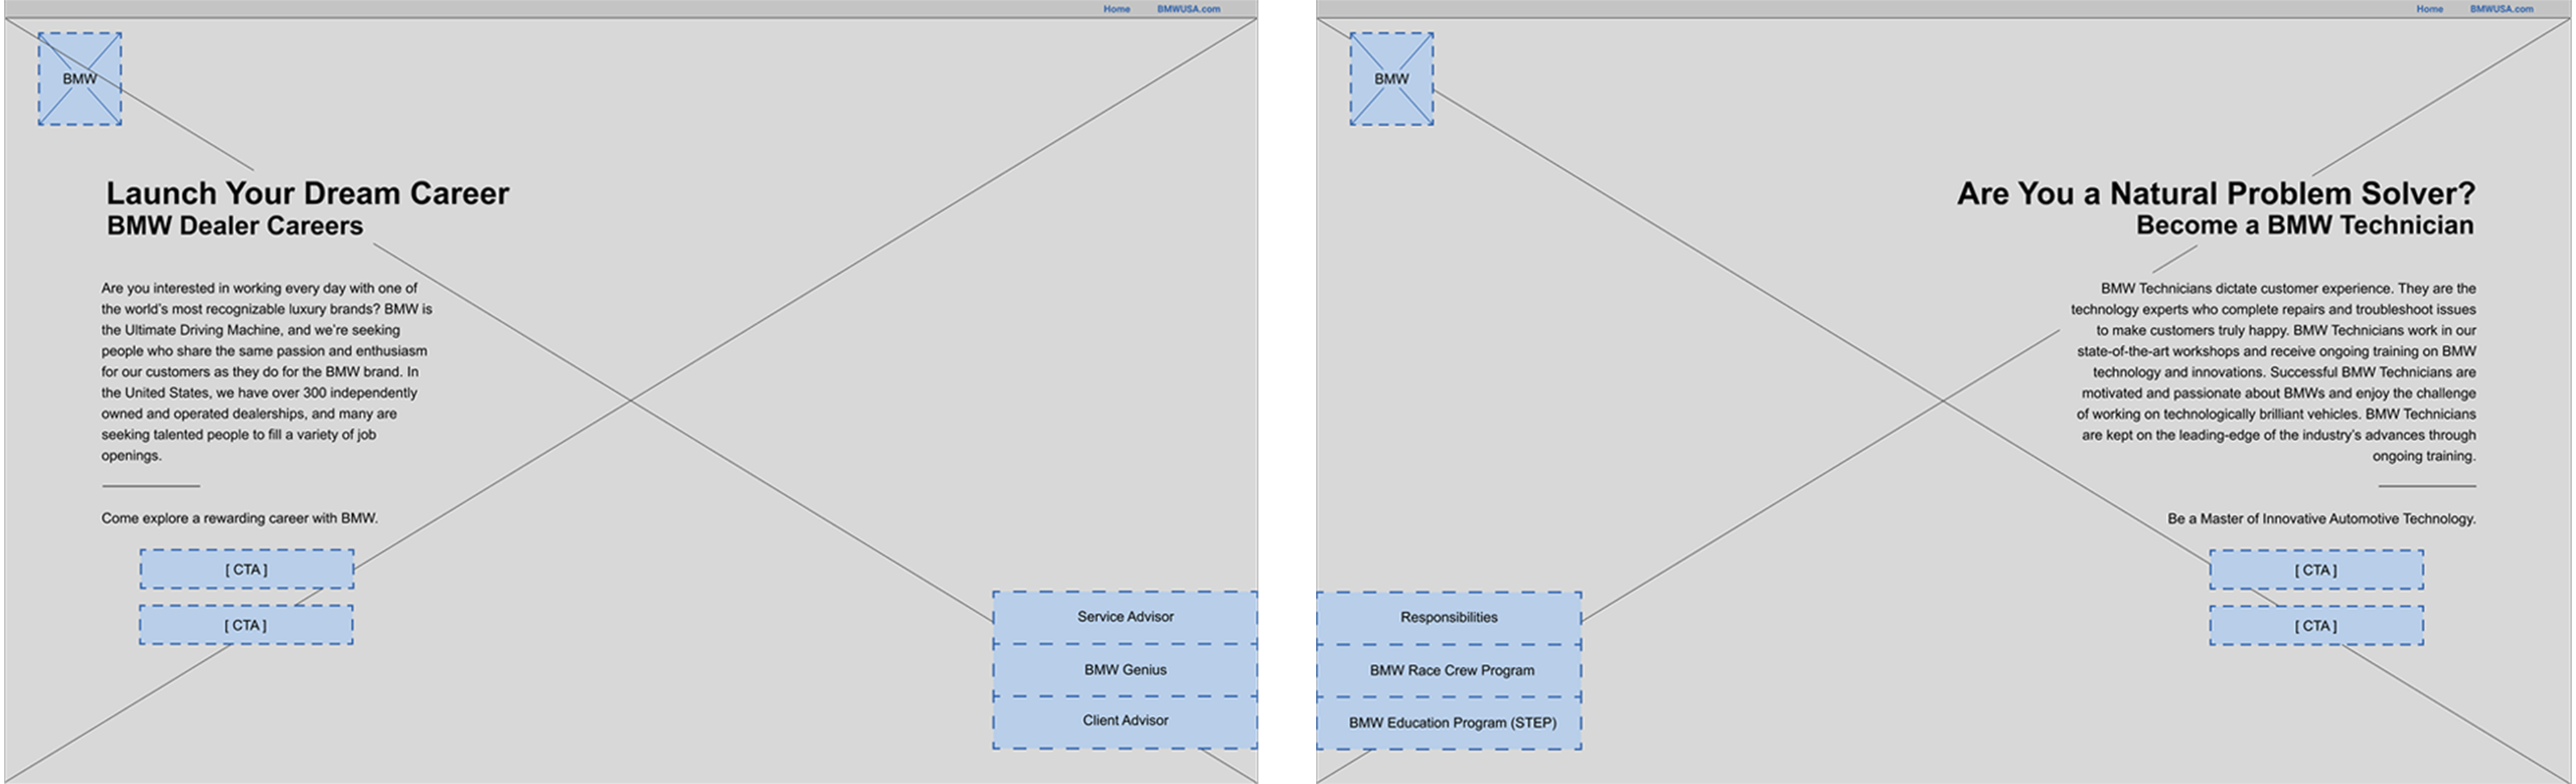 Home BMWUSA.com
BMW
Launch Your Dream Career
BMW Dealer Careers
Are you interested in working every day with one of
the world's most recognizable luxury brands? BMW is
the Ultimate Driving Machine, and we're seeking
people who share the same passion and enthusiasm
for our customers as they do for the BMW brand. In
the United States, we have over 300 independently
owned and operated dealerships, and many are
seeking talented people to fill a variety of job
openings.
Come explore a rewarding career with BMW.
[ CTA ]
[ CTA ]
Service Advisor
BMW Genius
Client Advisor
Home BMWUSA.com
BMW
Are You a Natural Problem Solver?
Become a BMW Technician
BMW Technicians dictate customer experience. They are the
technology experts who complete repairs and troubleshoot issues
to make customers truly happy. BMW Technicians work in our
state-of-the-art workshops and receive ongoing training on BMW
technology and innovations. Successful BMW Technicians are
motivated and passionate about BMWs and enjoy the challenge
of working on technologically brilliant vehicles. BMW Technicians
are kept on the leading-edge of the industry's advances through
ongoing training.
Be a Master of Innovative Automotive Technology.
[ CTA ]
[ CTA ]
Responsibilities
BMW Race Crew Program
BMW Education Program (STEP)